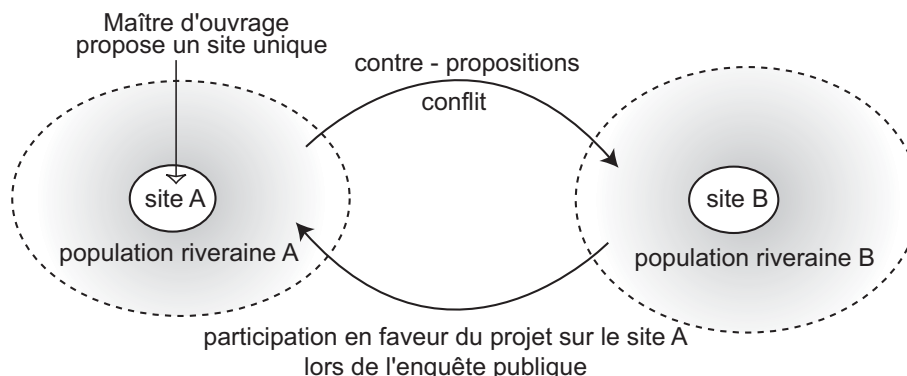 Maître d'ouvrage
propose un site unique
contre - propositions
conflit
site A
site B
population riveraine A
population riveraine B
participation en faveur du projet sur le site A
lors de l'enquête publique